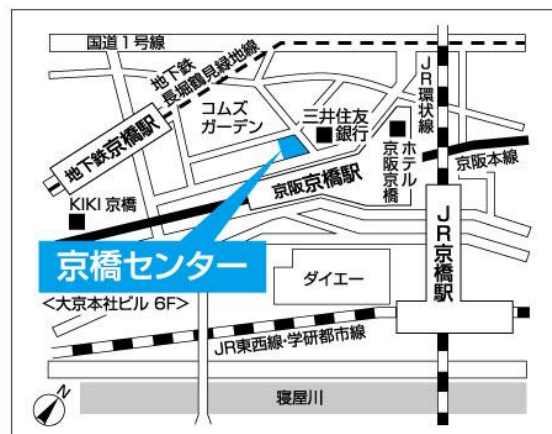 国道1号線
地下鉄
長堀鶴見緑地線
JR環状線
コムズ
ガーデン
三井住友
銀行
地下鉄京橋駅
ホテル
京阪京橋
京阪本線
京阪京橋駅
KIKI 京橋
JR京橋駅
京橋センター
<大京本社ビル 6F>
ダイエー
JR東西線・学研都市線
寝屋川
N